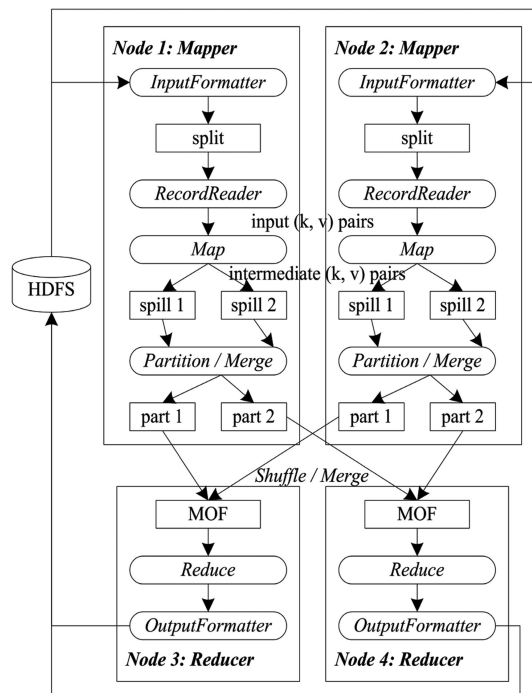 Node 1: Mapper
Node 2: Mapper
InputFormatter
InputFormatter
split
split
RecordReader
RecordReader
input (k, v) pairs
Map
Map
intermediate (k, v) pairs
HDFS
spill 1
spill 2
spill 1
spill 2
Partition / Merge
Partition / Merge
part 1
part 2
part 1
part 2
Shuffle / Merge
MOF
MOF
Reduce
Reduce
OutputFormatter
OutputFormatter
Node 3: Reducer
Node 4: Reducer